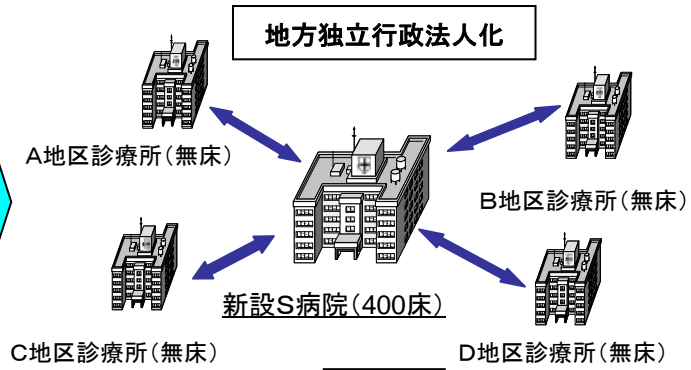 地方独立行政法人化
A地区診療所(無床)
B地区診療所(無床)
新設S病院(400床)
C地区診療所(無床)
D地区診療所(無床)